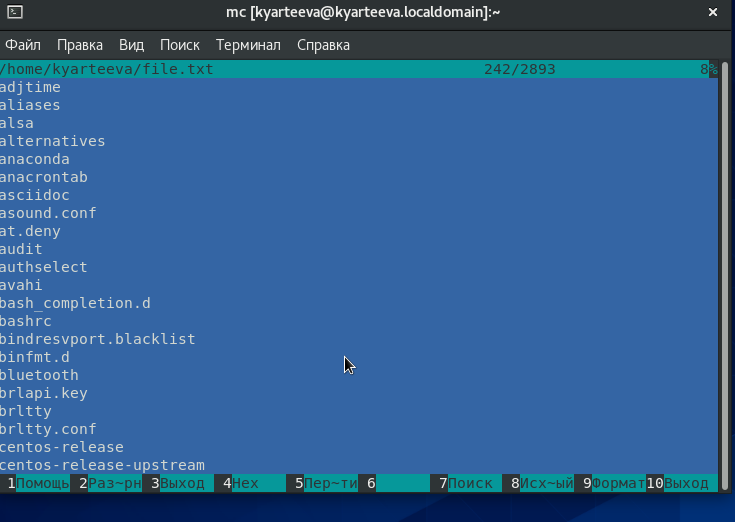 mc [kyarteeva@kyarteeva.localdomain]:~
Файл Правка Вид Поиск Терминал Справка
/home/kyarteeva/file.txt 242/2893 8%
adjtime
aliases
alsa
alternatives
anaconda
anacrontab
asciidoc
asound.conf
at.deny
audit
authselect
avahi
bash_completion.d
bashrc
bindresvport.blacklist
binfmt.d
bluetooth
brlapi.key
brltty
brltty.conf
centos-release
centos-release-upstream
1Помощь 2Раз~рн 3Выход 4Hex 5Пер~ти 6 7Поиск 8Исх~ый 9Формат 10Выход